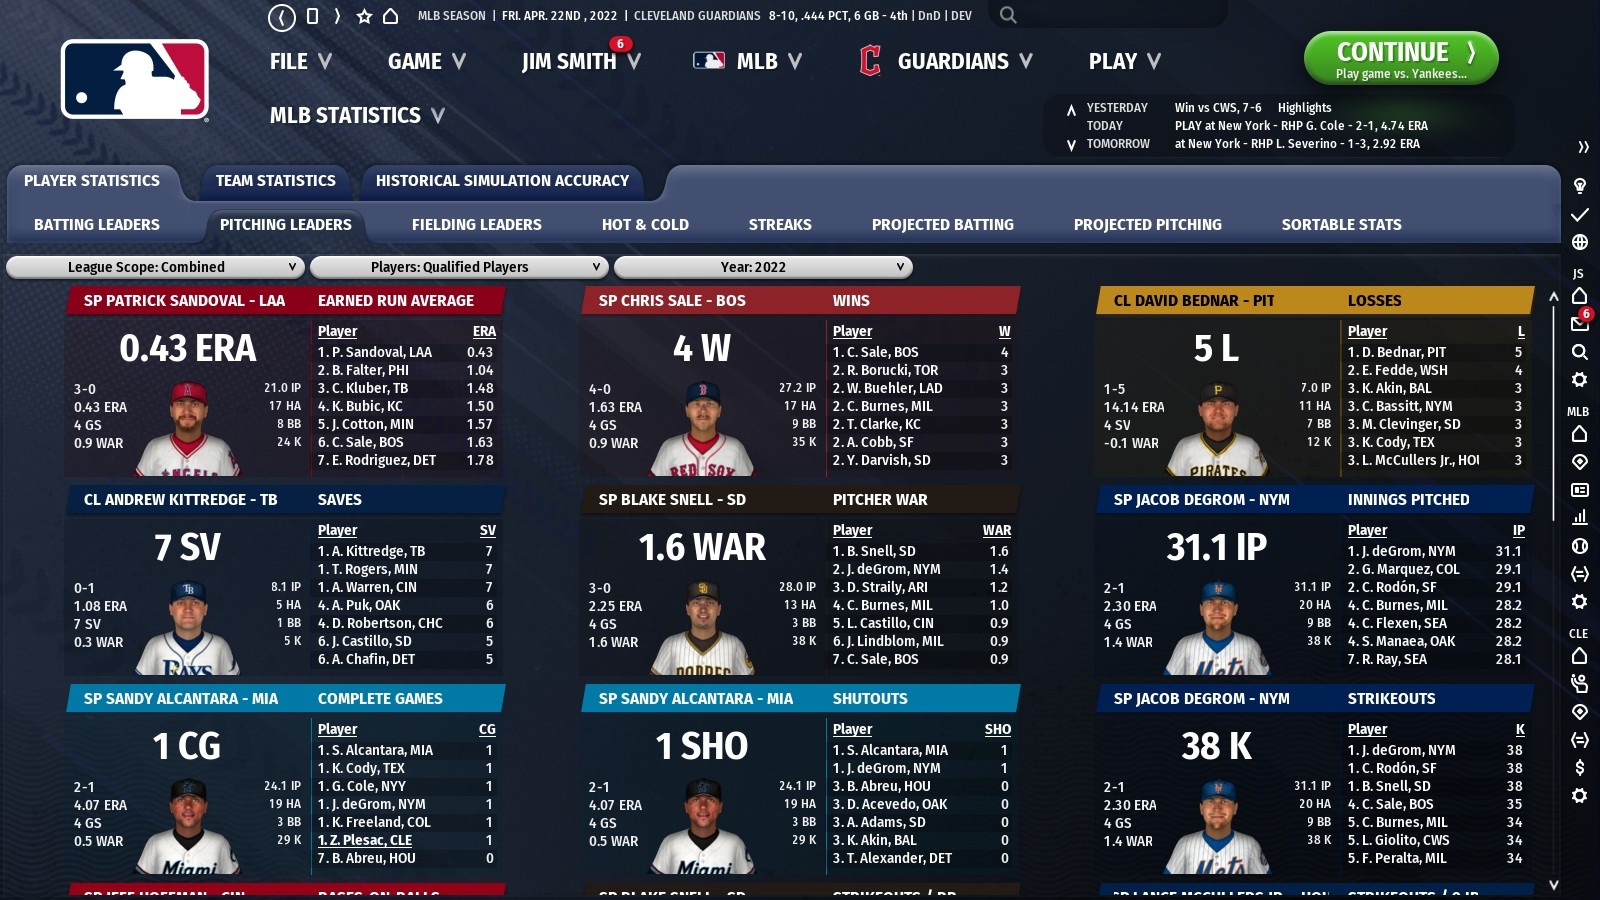 MLB SEASON | FRI. APR. 22ND , 2022 | CLEVELAND GUARDIANS 8-10, .444 PCT, 6 GB - 4th | DnD | DEV
FILE GAME JIM SMITH 6 MLB GUARDIANS PLAY
CONTINUE
Play game vs. Yankees...
MLB STATISTICS
YESTERDAY Win vs CWS, 7-6 Highlights
TODAY PLAY at New York - RHP G. Cole - 2-1, 4.74 ERA
TOMORROW at New York - RHP L. Severino - 1-3, 2.92 ERA
PLAYER STATISTICS TEAM STATISTICS HISTORICAL SIMULATION ACCURACY
BATTING LEADERS PITCHING LEADERS FIELDING LEADERS HOT & COLD STREAKS PROJECTED BATTING PROJECTED PITCHING SORTABLE STATS
League Scope: Combined Players: Qualified Players Year: 2022
SP PATRICK SANDOVAL - LAA EARNED RUN AVERAGE
0.43 ERA
3-0 21.0 IP
0.43 ERA 17 HA
4 GS 8 BB
0.9 WAR 24 K
ANGELS
Player ERA
1. P. Sandoval, LAA 0.43
2. B. Falter, PHI 1.04
3. C. Kluber, TB 1.48
4. K. Bubic, KC 1.50
5. J. Cotton, MIN 1.57
6. C. Sale, BOS 1.63
7. E. Rodriguez, DET 1.78
SP CHRIS SALE - BOS WINS
4 W
4-0 27.2 IP
1.63 ERA 17 HA
4 GS 9 BB
0.9 WAR 35 K
RED SOX
Player W
1. C. Sale, BOS 4
2. R. Borucki, TOR 3
2. W. Buehler, LAD 3
2. C. Burnes, MIL 3
2. T. Clarke, KC 3
2. A. Cobb, SF 3
2. Y. Darvish, SD 3
CL DAVID BEDNAR - PIT LOSSES
5 L
1-5 7.0 IP
14.14 ERA 11 HA
4 SV 7 BB
-0.1 WAR 12 K
PIRATES
Player L
1. D. Bednar, PIT 5
2. E. Fedde, WSH 4
3. K. Akin, BAL 3
3. C. Bassitt, NYM 3
3. M. Clevinger, SD 3
3. K. Cody, TEX 3
3. L. McCullers Jr., HOU 3
CL ANDREW KITTREDGE - TB SAVES
7 SV
0-1 8.1 IP
1.08 ERA 5 HA
7 SV 1 BB
0.3 WAR 5 K
RAYS
Player SV
1. A. Kittredge, TB 7
1. T. Rogers, MIN 7
1. A. Warren, CIN 7
4. A. Puk, OAK 6
4. D. Robertson, CHC 6
6. J. Castillo, SD 5
6. A. Chafin, DET 5
SP BLAKE SNELL - SD PITCHER WAR
1.6 WAR
3-0 28.0 IP
2.25 ERA 13 HA
4 GS 3 BB
1.6 WAR 38 K
PADRES
Player WAR
1. B. Snell, SD 1.6
2. J. deGrom, NYM 1.4
3. D. Straily, ARI 1.2
4. C. Burnes, MIL 1.0
5. L. Castillo, CIN 0.9
6. J. Lindblom, MIL 0.9
7. C. Sale, BOS 0.9
SP JACOB DEGROM - NYM INNINGS PITCHED
31.1 IP
2-1 31.1 IP
2.30 ERA 20 HA
4 GS 9 BB
1.4 WAR 38 K
Mets
Player IP
1. J. deGrom, NYM 31.1
2. G. Marquez, COL 29.1
2. C. Rodón, SF 29.1
4. C. Burnes, MIL 28.2
4. C. Flexen, SEA 28.2
4. S. Manaea, OAK 28.2
7. R. Ray, SEA 28.1
SP SANDY ALCANTARA - MIA COMPLETE GAMES
1 CG
2-1 24.1 IP
4.07 ERA 19 HA
4 GS 3 BB
0.5 WAR 29 K
Miami
Player CG
1. S. Alcantara, MIA 1
1. K. Cody, TEX 1
1. G. Cole, NYY 1
1. J. deGrom, NYM 1
1. K. Freeland, COL 1
1. Z. Plesac, CLE 1
7. B. Abreu, HOU 0
SP SANDY ALCANTARA - MIA SHUTOUTS
1 SHO
2-1 24.1 IP
4.07 ERA 19 HA
4 GS 3 BB
0.5 WAR 29 K
Miami
Player SHO
1. S. Alcantara, MIA 1
1. J. deGrom, NYM 1
3. B. Abreu, HOU 0
3. D. Acevedo, OAK 0
3. A. Adams, SD 0
3. K. Akin, BAL 0
3. T. Alexander, DET 0
SP JACOB DEGROM - NYM STRIKEOUTS
38 K
2-1 31.1 IP
2.30 ERA 20 HA
4 GS 9 BB
1.4 WAR 38 K
Mets
Player K
1. J. deGrom, NYM 38
1. C. Rodón, SF 38
1. B. Snell, SD 38
4. C. Sale, BOS 35
5. C. Burnes, MIL 34
5. L. Giolito, CWS 34
5. F. Peralta, MIL 34
SP JEFF HOFFMAN - CIN BASES-ON-BALLS
SP BLAKE SNELL - SD STRIKEOUTS / BB
SP LANCE MCCULLERS JR. - HOU STRIKEOUTS / 9 IP
JS
6
MLB
CLE